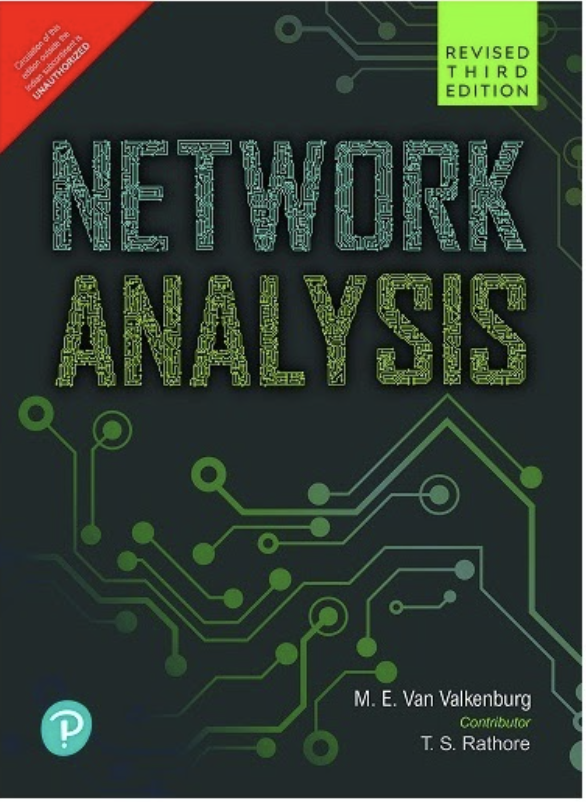 Circulation of this
edition outside the
Indian subcontinent is
UNAUTHORIZED
REVISED
THIRD
EDITION
NETWORK
ANALYSIS
M. E. Van Valkenburg
Contributor
T. S. Rathore
P